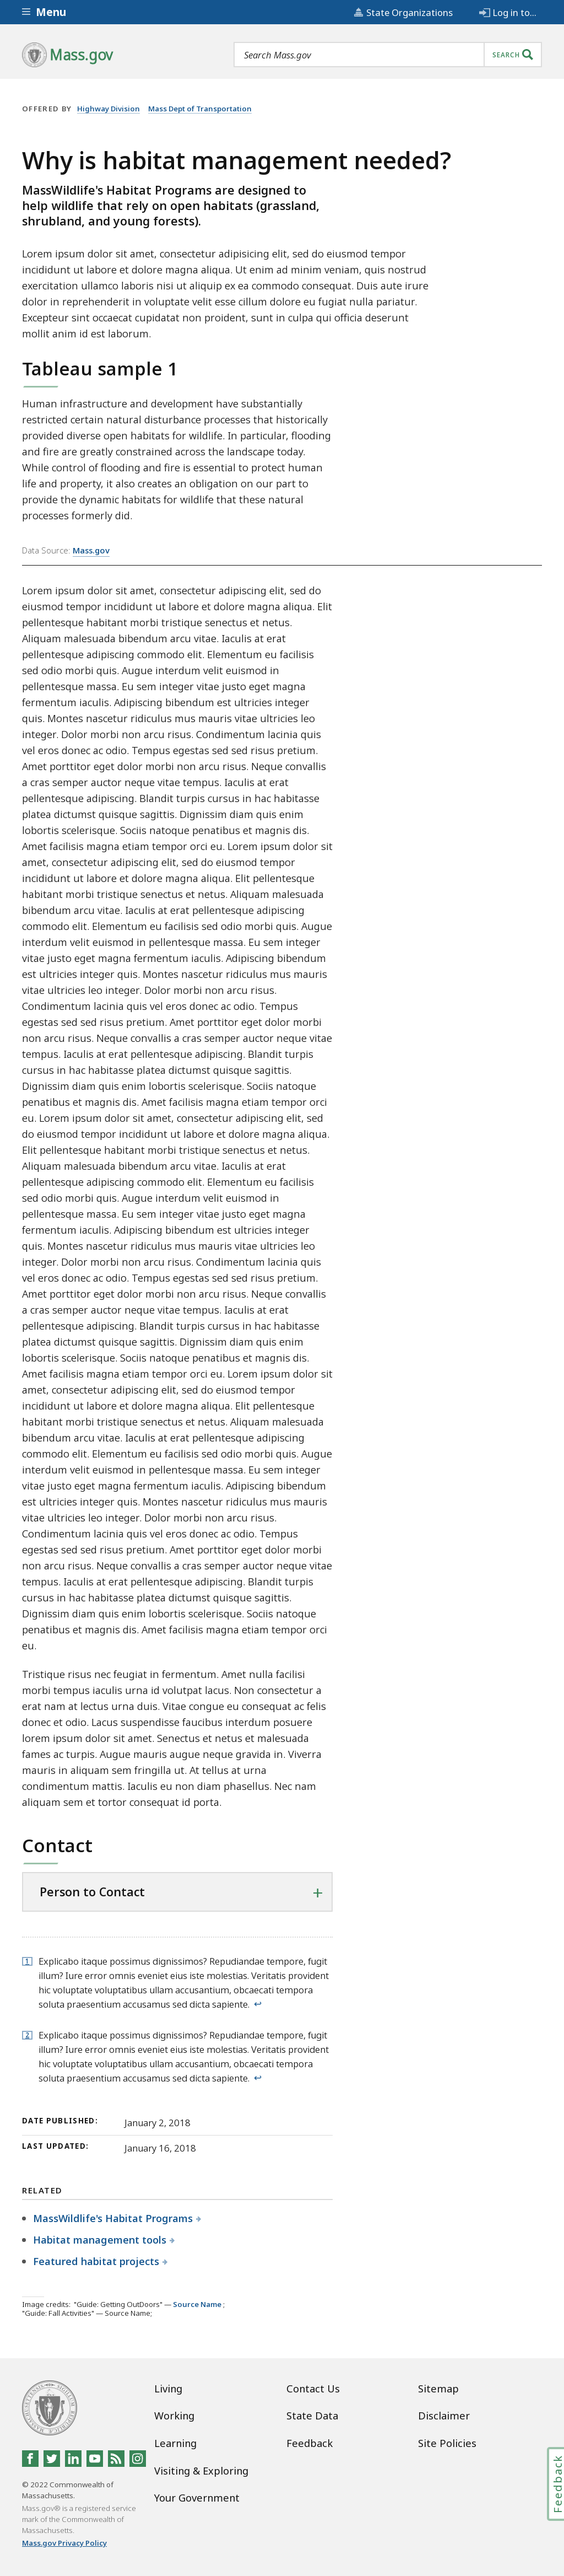 Menu
State Organizations
Log in to...
Mass.gov
Search Mass.gov
SEARCH
OFFERED BY Highway Division Mass Dept of Transportation
Why is habitat management needed?
MassWildlife's Habitat Programs are designed to
help wildlife that rely on open habitats (grassland,
shrubland, and young forests).
Lorem ipsum dolor sit amet, consectetur adipisicing elit, sed do eiusmod tempor
incididunt ut labore et dolore magna aliqua. Ut enim ad minim veniam, quis nostrud
exercitation ullamco laboris nisi ut aliquip ex ea commodo consequat. Duis aute irure
dolor in reprehenderit in voluptate velit esse cillum dolore eu fugiat nulla pariatur.
Excepteur sint occaecat cupidatat non proident, sunt in culpa qui officia deserunt
mollit anim id est laborum.
Tableau sample 1
Human infrastructure and development have substantially
restricted certain natural disturbance processes that historically
provided diverse open habitats for wildlife. In particular, flooding
and fire are greatly constrained across the landscape today.
While control of flooding and fire is essential to protect human
life and property, it also creates an obligation on our part to
provide the dynamic habitats for wildlife that these natural
processes formerly did.
Data Source: Mass.gov
Lorem ipsum dolor sit amet, consectetur adipiscing elit, sed do
eiusmod tempor incididunt ut labore et dolore magna aliqua. Elit
pellentesque habitant morbi tristique senectus et netus.
Aliquam malesuada bibendum arcu vitae. Iaculis at erat
pellentesque adipiscing commodo elit. Elementum eu facilisis
sed odio morbi quis. Augue interdum velit euismod in
pellentesque massa. Eu sem integer vitae justo eget magna
fermentum iaculis. Adipiscing bibendum est ultricies integer
quis. Montes nascetur ridiculus mus mauris vitae ultricies leo
integer. Dolor morbi non arcu risus. Condimentum lacinia quis
vel eros donec ac odio. Tempus egestas sed sed risus pretium.
Amet porttitor eget dolor morbi non arcu risus. Neque convallis
a cras semper auctor neque vitae tempus. Iaculis at erat
pellentesque adipiscing. Blandit turpis cursus in hac habitasse
platea dictumst quisque sagittis. Dignissim diam quis enim
lobortis scelerisque. Sociis natoque penatibus et magnis dis.
Amet facilisis magna etiam tempor orci eu. Lorem ipsum dolor sit
amet, consectetur adipiscing elit, sed do eiusmod tempor
incididunt ut labore et dolore magna aliqua. Elit pellentesque
habitant morbi tristique senectus et netus. Aliquam malesuada
bibendum arcu vitae. Iaculis at erat pellentesque adipiscing
commodo elit. Elementum eu facilisis sed odio morbi quis. Augue
interdum velit euismod in pellentesque massa. Eu sem integer
vitae justo eget magna fermentum iaculis. Adipiscing bibendum
est ultricies integer quis. Montes nascetur ridiculus mus mauris
vitae ultricies leo integer. Dolor morbi non arcu risus.
Condimentum lacinia quis vel eros donec ac odio. Tempus
egestas sed sed risus pretium. Amet porttitor eget dolor morbi
non arcu risus. Neque convallis a cras semper auctor neque vitae
tempus. Iaculis at erat pellentesque adipiscing. Blandit turpis
cursus in hac habitasse platea dictumst quisque sagittis.
Dignissim diam quis enim lobortis scelerisque. Sociis natoque
penatibus et magnis dis. Amet facilisis magna etiam tempor orci
eu. Lorem ipsum dolor sit amet, consectetur adipiscing elit, sed
do eiusmod tempor incididunt ut labore et dolore magna aliqua.
Elit pellentesque habitant morbi tristique senectus et netus.
Aliquam malesuada bibendum arcu vitae. Iaculis at erat
pellentesque adipiscing commodo elit. Elementum eu facilisis
sed odio morbi quis. Augue interdum velit euismod in
pellentesque massa. Eu sem integer vitae justo eget magna
fermentum iaculis. Adipiscing bibendum est ultricies integer
quis. Montes nascetur ridiculus mus mauris vitae ultricies leo
integer. Dolor morbi non arcu risus. Condimentum lacinia quis
vel eros donec ac odio. Tempus egestas sed sed risus pretium.
Amet porttitor eget dolor morbi non arcu risus. Neque convallis
a cras semper auctor neque vitae tempus. Iaculis at erat
pellentesque adipiscing. Blandit turpis cursus in hac habitasse
platea dictumst quisque sagittis. Dignissim diam quis enim
lobortis scelerisque. Sociis natoque penatibus et magnis dis.
Amet facilisis magna etiam tempor orci eu. Lorem ipsum dolor sit
amet, consectetur adipiscing elit, sed do eiusmod tempor
incididunt ut labore et dolore magna aliqua. Elit pellentesque
habitant morbi tristique senectus et netus. Aliquam malesuada
bibendum arcu vitae. Iaculis at erat pellentesque adipiscing
commodo elit. Elementum eu facilisis sed odio morbi quis. Augue
interdum velit euismod in pellentesque massa. Eu sem integer
vitae justo eget magna fermentum iaculis. Adipiscing bibendum
est ultricies integer quis. Montes nascetur ridiculus mus mauris
vitae ultricies leo integer. Dolor morbi non arcu risus.
Condimentum lacinia quis vel eros donec ac odio. Tempus
egestas sed sed risus pretium. Amet porttitor eget dolor morbi
non arcu risus. Neque convallis a cras semper auctor neque vitae
tempus. Iaculis at erat pellentesque adipiscing. Blandit turpis
cursus in hac habitasse platea dictumst quisque sagittis.
Dignissim diam quis enim lobortis scelerisque. Sociis natoque
penatibus et magnis dis. Amet facilisis magna etiam tempor orci
eu.
Tristique risus nec feugiat in fermentum. Amet nulla facilisi
morbi tempus iaculis urna id volutpat lacus. Non consectetur a
erat nam at lectus urna duis. Vitae congue eu consequat ac felis
donec et odio. Lacus suspendisse faucibus interdum posuere
lorem ipsum dolor sit amet. Senectus et netus et malesuada
fames ac turpis. Augue mauris augue neque gravida in. Viverra
mauris in aliquam sem fringilla ut. At tellus at urna
condimentum mattis. Iaculis eu non diam phasellus. Nec nam
aliquam sem et tortor consequat id porta.
Contact
Person to Contact
1 Explicabo itaque possimus dignissimos? Repudiandae tempore, fugit
illum? Iure error omnis eveniet eius iste molestias. Veritatis provident
hic voluptate voluptatibus ullam accusantium, obcaecati tempora
soluta praesentium accusamus sed dicta sapiente. ↩
2 Explicabo itaque possimus dignissimos? Repudiandae tempore, fugit
illum? Iure error omnis eveniet eius iste molestias. Veritatis provident
hic voluptate voluptatibus ullam accusantium, obcaecati tempora
soluta praesentium accusamus sed dicta sapiente. ↩
DATE PUBLISHED: January 2, 2018
LAST UPDATED: January 16, 2018
RELATED
MassWildlife's Habitat Programs
Habitat management tools
Featured habitat projects
Image credits: "Guide: Getting OutDoors" — Source Name ;
"Guide: Fall Activities" — Source Name;
Living
Working
Learning
Visiting & Exploring
Your Government
Contact Us
State Data
Feedback
Sitemap
Disclaimer
Site Policies
© 2022 Commonwealth of
Massachusetts.
Mass.gov® is a registered service
mark of the Commonwealth of
Massachusetts.
Mass.gov Privacy Policy
Feedback